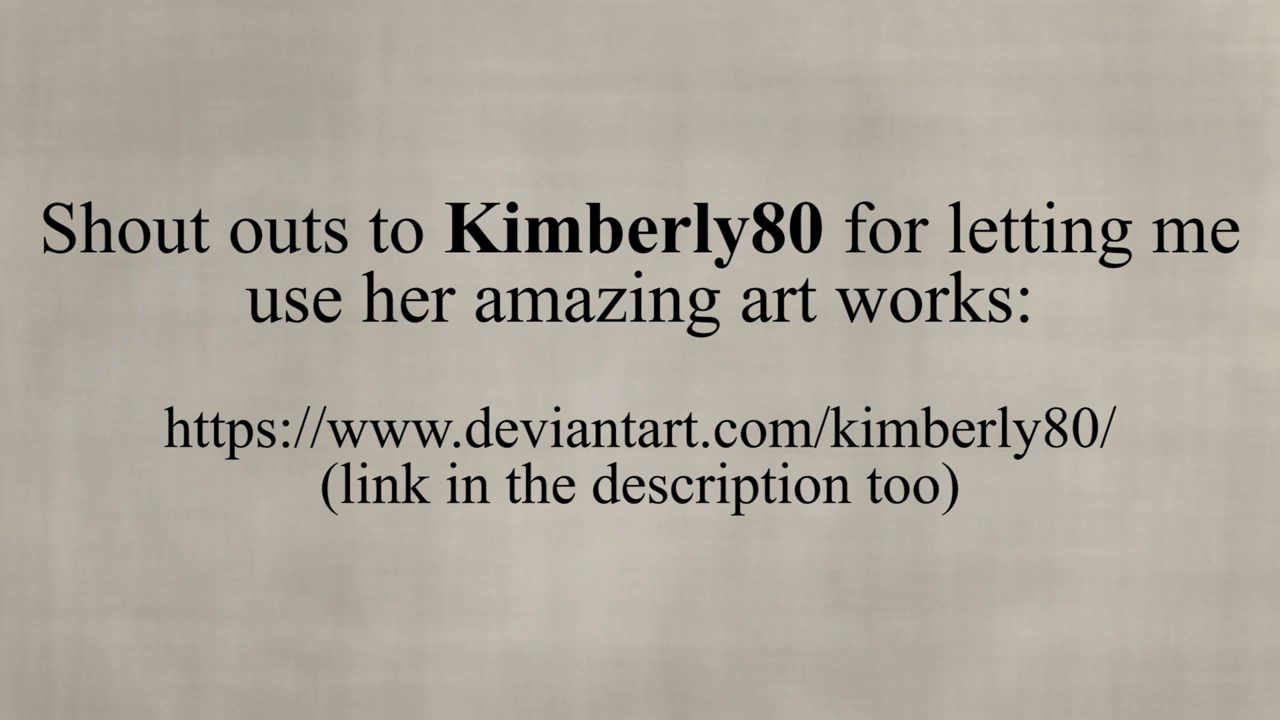 Shout outs to Kimberly80 for letting me
use her amazing art works:
https://www.deviantart.com/kimberly80/
(link in the description too)